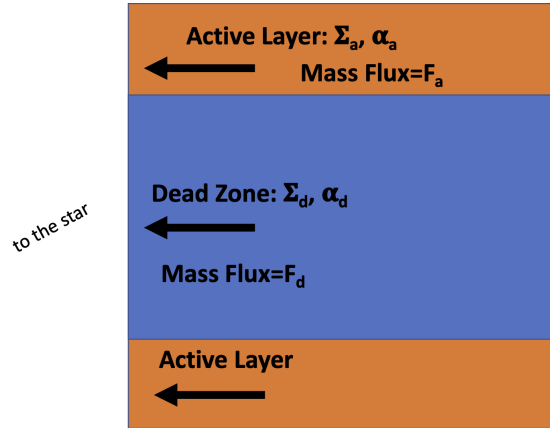 Active Layer: Σa, αa
Mass Flux=Fa
to the star
Dead Zone: Σd, αd
Mass Flux=Fd
Active Layer